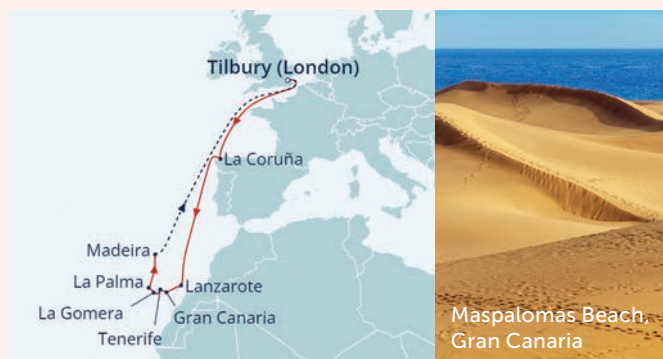 Tilbury (London)
La Coruña
Madeira
La Palma
Lanzarote
La Gomera
Gran Canaria
Tenerife
Maspalomas Beach,
Gran Canaria